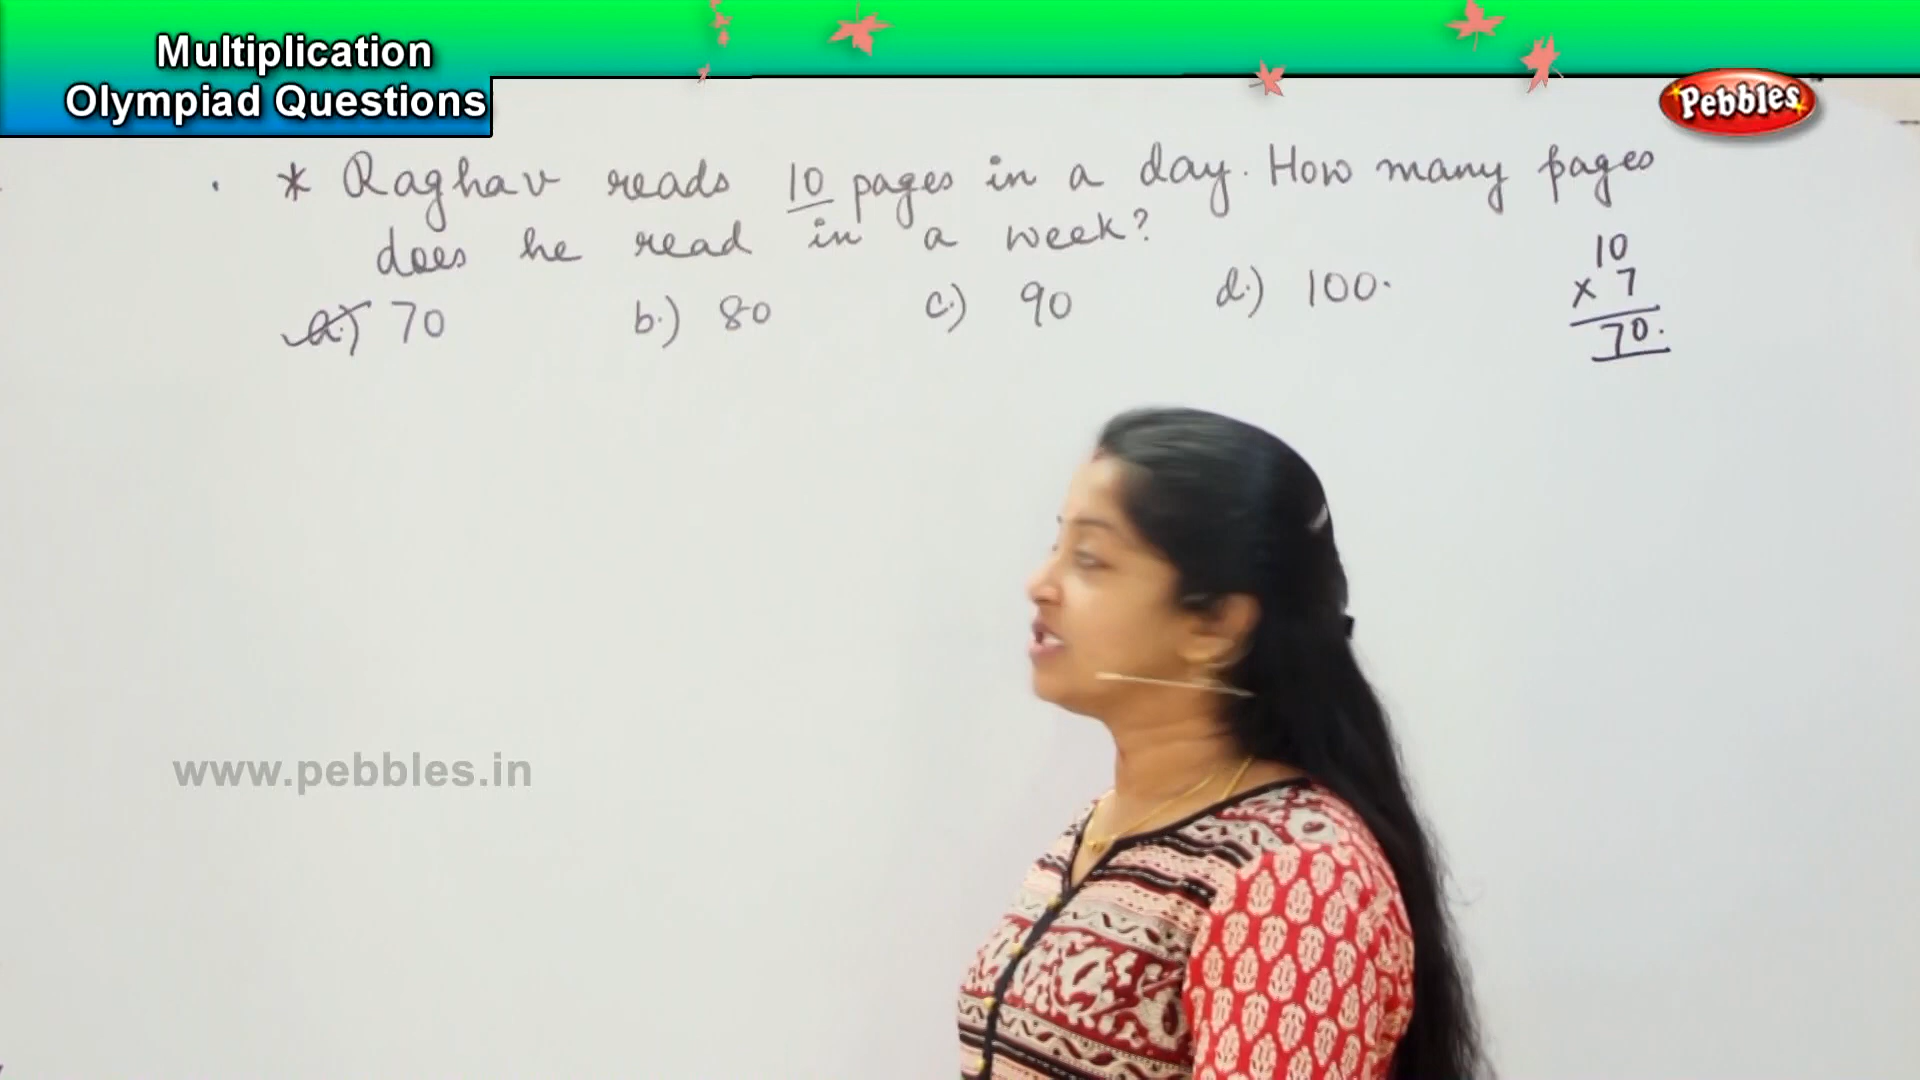 Multiplication
Olympiad Questions
Pebbles
* Raghav reads 10 pages in a day. How many pages
does he read in a week?
a.) 70 b.) 80 c.) 90 d.) 100.
10
× 7
70.
www.pebbles.in